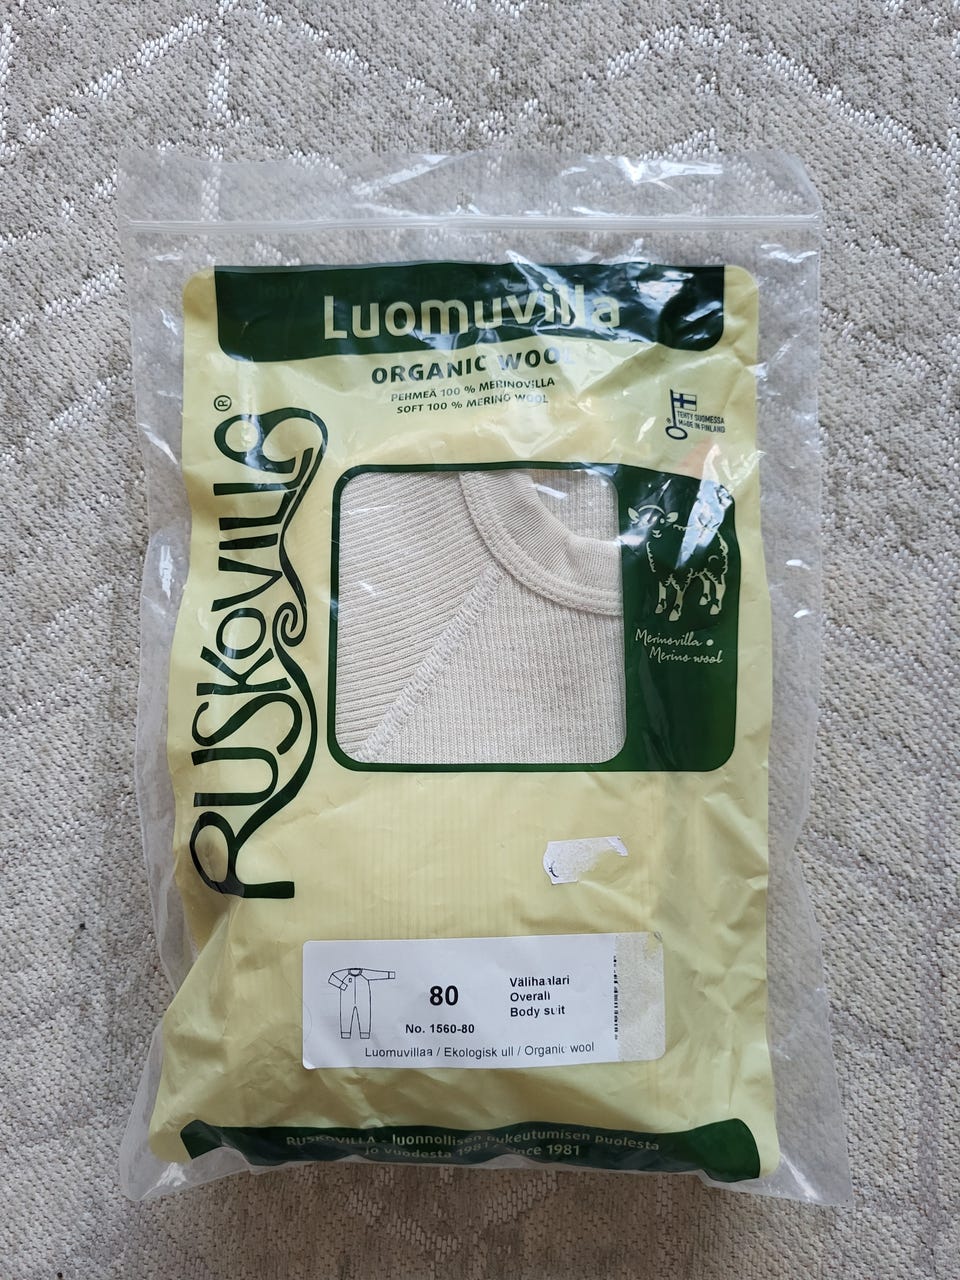 Luomuvilla
ORGANIC WOOL
PEHMEÄ 100 % MERINOVILLA
SOFT 100 % MERINO WOOL
TEHTY SUOMESSA
MADE IN FINLAND
RUSKOVILLA®
Merinovilla •
Merino wool
€
80
No. 1560-80
Välihaalari
Overall
Body suit
Luomuvillaa / Ekologisk ull / Organic wool
RUSKOVILLA - luonnollisen pukeutumisen puolesta
jo vuodesta 1981 / since 1981